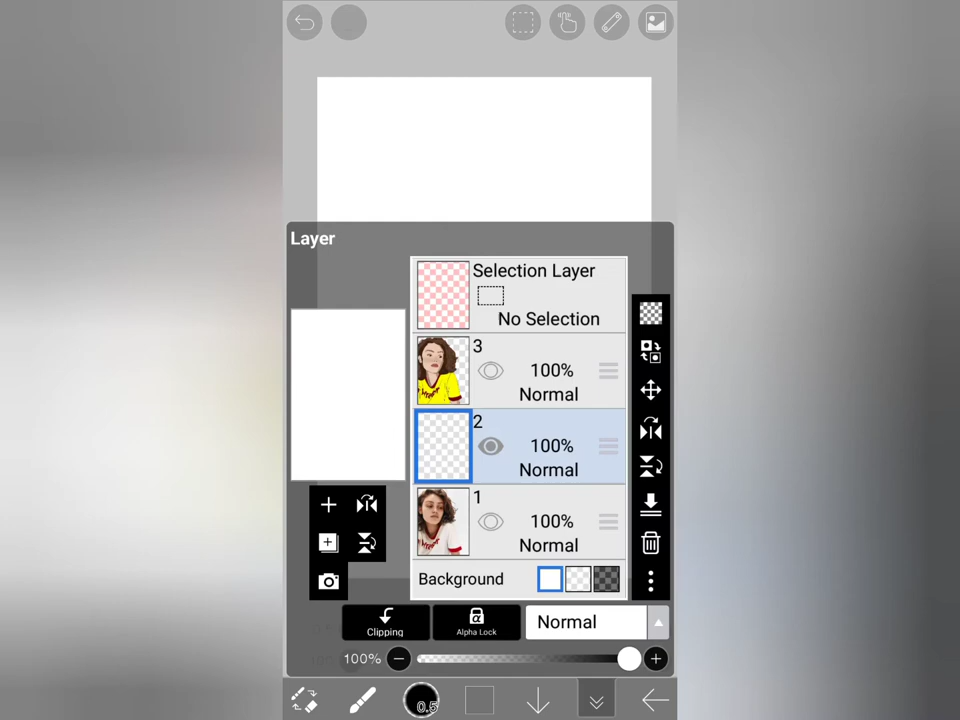 Layer
Selection Layer
No Selection
3
100%
Normal
2
100%
Normal
1
100%
Normal
Background
Clipping
α
Alpha Lock
Normal
100%
0.5